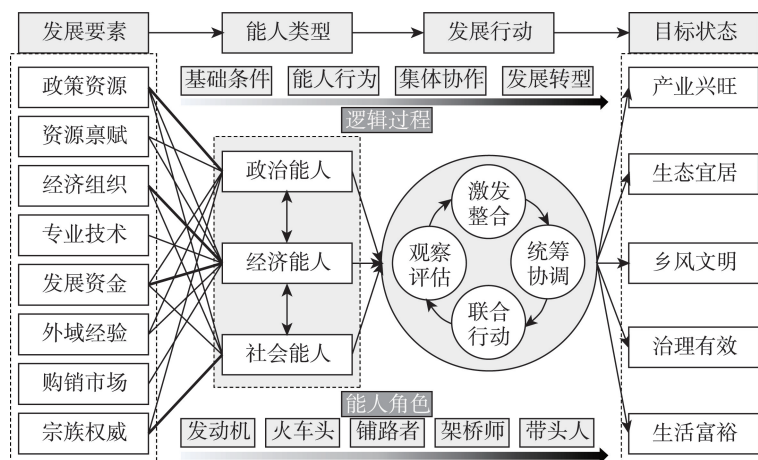 发展要素
能人类型
发展行动
目标状态
基础条件
能人行为
集体协作
发展转型
逻辑过程
政策资源
资源禀赋
经济组织
专业技术
发展资金
外域经验
购销市场
宗族权威
政治能人
经济能人
社会能人
激发
整合
统筹
协调
联合
行动
观察
评估
产业兴旺
生态宜居
乡风文明
治理有效
生活富裕
能人角色
发动机
火车头
铺路者
架桥师
带头人